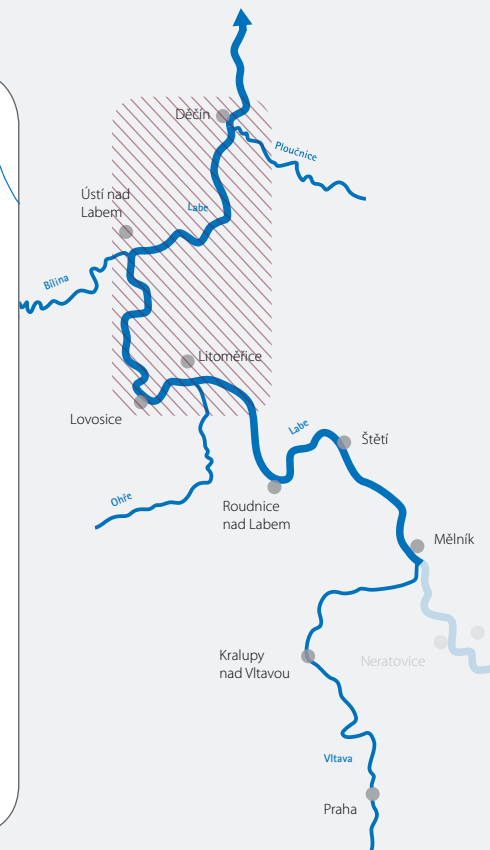 Děčín
Ploučnice
Ústí nad
Labem
Labe
Bílina
Litoměřice
Lovosice
Labe
Štětí
Ohře
Roudnice
nad Labem
Mělník
Kralupy
nad Vltavou
Neratovice
Vltava
Praha